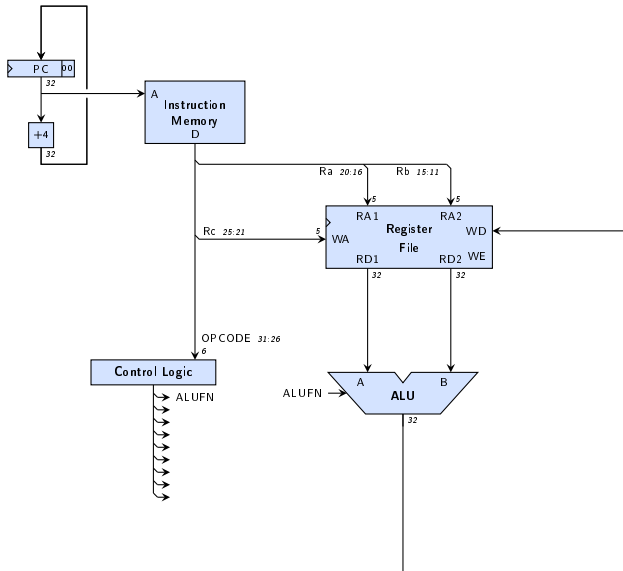 PC 00
32
A
Instruction
Memory
D
+4
32
Ra 20:16
Rb 15:11
5
5
RA1
RA2
Register
File
WD
WE
WA
RD1
RD2
Rc 25:21
5
32
32
OPCODE 31:26
6
Control Logic
ALUFN
ALUFN
A
B
ALU
32